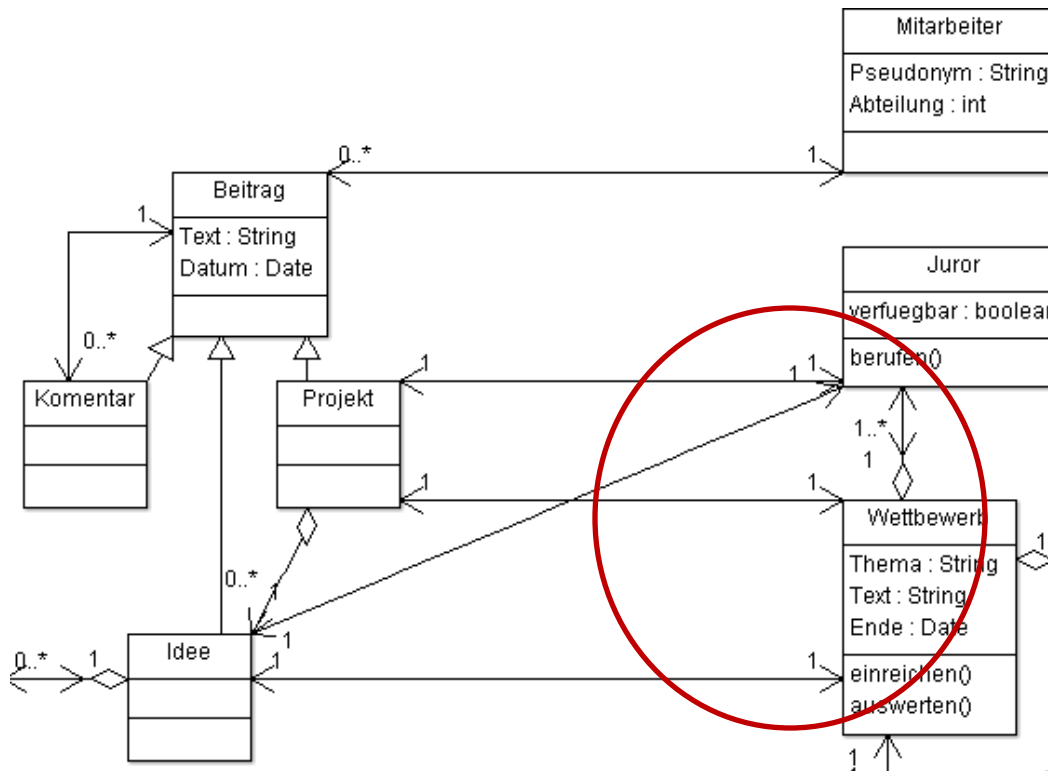 Mitarbeiter
Pseudonym : String
Abteilung : int
0..*
1
Beitrag
Text : String
Datum : Date
1
0..*
Juror
verfuegbar : boolean
berufen()
Komentar
Projekt
1
1
1
1..*
1
1
1
Wettbewerb
Thema : String
Text : String
Ende : Date
einreichen()
auswerten()
1
0..*
1
1
Idee
0..*
1
1
1
1